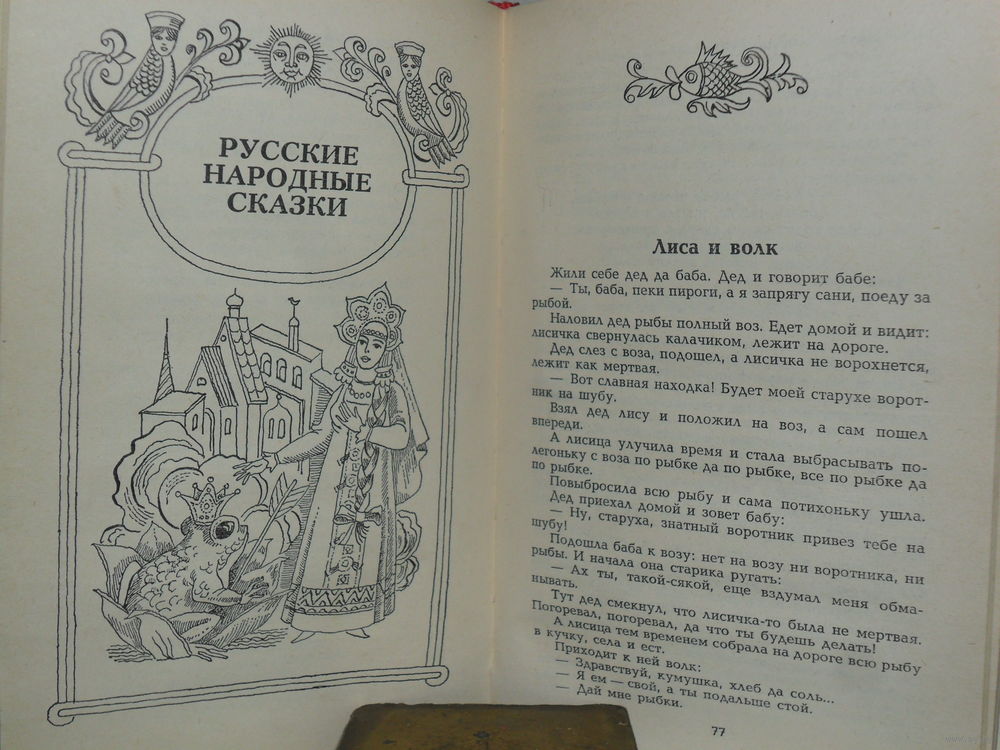 РУССКИЕ
НАРОДНЫЕ
СКАЗКИ
Лиса и волк
Жили себе дед да баба. Дед и говорит бабе:
— Ты, баба, пеки пироги, а я запрягу сани, поеду за
рыбой.
Наловил дед рыбы полный воз. Едет домой и видит:
лисичка свернулась калачиком, лежит на дороге.
Дед слез с воза, подошел, а лисичка не ворохнется,
лежит как мертвая.
— Вот славная находка! Будет моей старухе ворот-
ник на шубу.
Взял дед лису и положил на воз, а сам пошел
впереди.
А лисица улучила время и стала выбрасывать по-
легоньку с воза по рыбке да по рыбке, все по рыбке да
по рыбке.
Повыбросила всю рыбу и сама потихоньку ушла.
Дед приехал домой и зовет бабу:
— Ну, старуха, знатный воротник привез тебе на
шубу!
Подошла баба к возу: нет на возу ни воротника, ни
рыбы. И начала она старика ругать:
— Ах ты, такой-сякой, еще вздумал меня обма-
нывать.
Тут дед смекнул, что лисичка-то была не мертвая.
Погоревал, погоревал, да что ты будешь делать!
А лисица тем временем собрала на дороге всю рыбу
в кучку, села и ест.
Приходит к ней волк:
— Здравствуй, кумушка, хлеб да соль...
— Я ем — свой, а ты подальше стой.
— Дай мне рыбки.
77